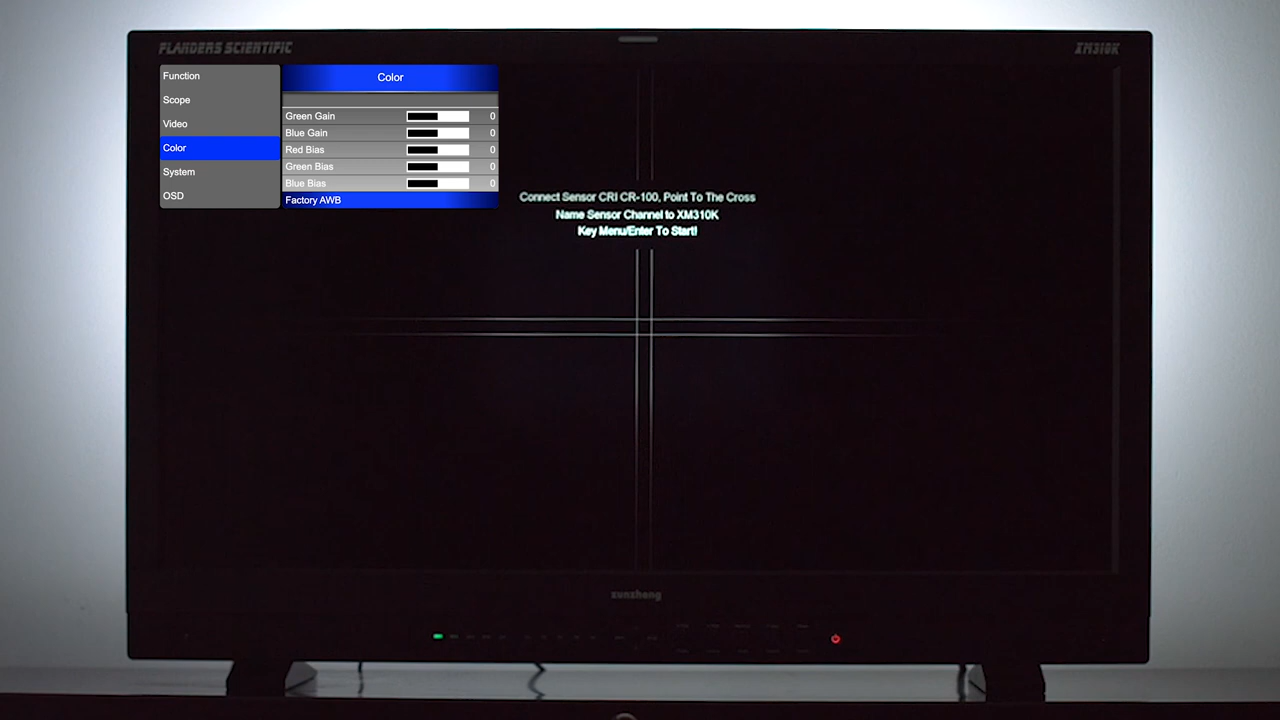 FLANDERS SCIENTIFIC
XM310K
Function
Scope
Video
Color
System
OSD
Color
Green Gain 0
Blue Gain 0
Red Bias 0
Green Bias 0
Blue Bias 0
Factory AWB
Connect Sensor CRI CR-100, Point To The Cross
Name Sensor Channel to XM310K
Key Menu/Enter To Start!
zunzheng